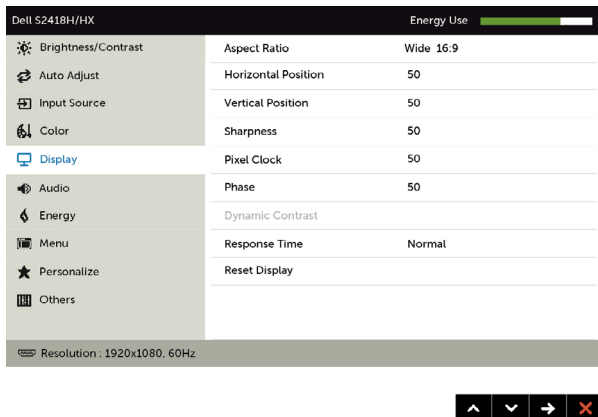 Dell S2418H/HX Energy Use
Brightness/Contrast Aspect Ratio Wide 16:9
Auto Adjust Horizontal Position 50
Input Source Vertical Position 50
Color Sharpness 50
Display Pixel Clock 50
Audio Phase 50
Energy Dynamic Contrast
Menu Response Time Normal
Personalize Reset Display
Others
Resolution : 1920x1080, 60Hz